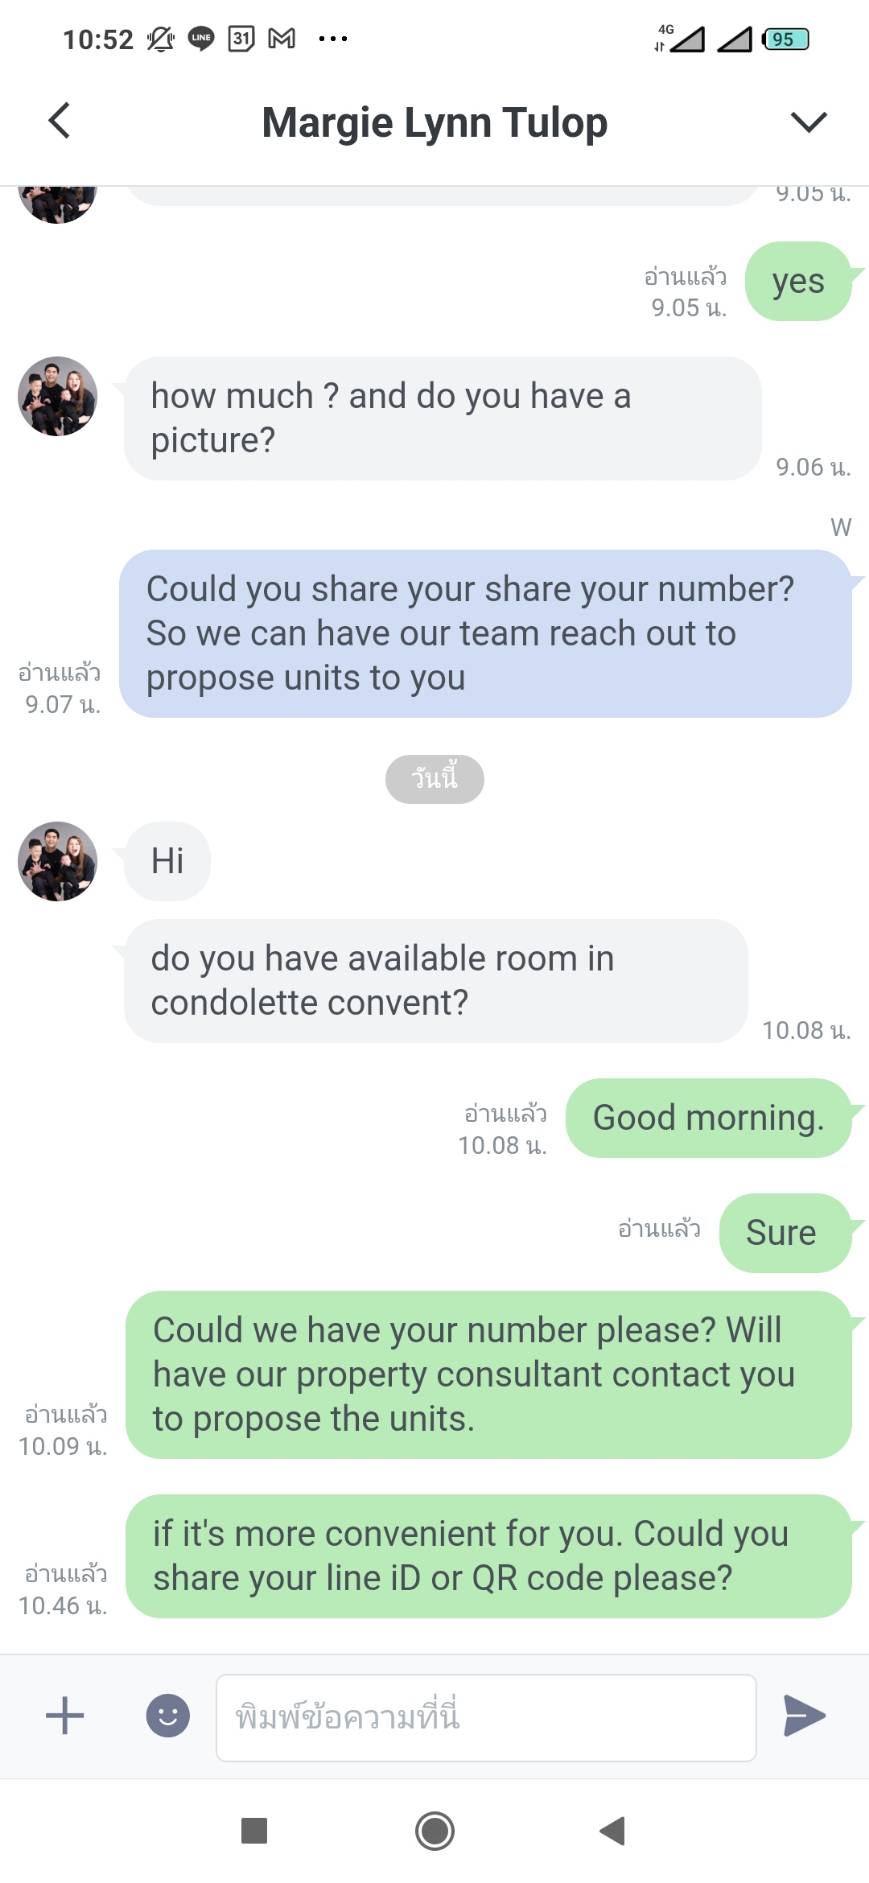 10:52 LINE 31 4G 95
Margie Lynn Tulop
9.05 น.
อ่านแล้ว
9.05 น.
yes
how much ? and do you have a
picture?
9.06 น.
W
Could you share your share your number?
So we can have our team reach out to
propose units to you
อ่านแล้ว
9.07 น.
วันนี้
Hi
do you have available room in
condolette convent?
10.08 น.
อ่านแล้ว
10.08 น.
Good morning.
อ่านแล้ว
Sure
Could we have your number please? Will
have our property consultant contact you
to propose the units.
อ่านแล้ว
10.09 น.
if it's more convenient for you. Could you
share your line iD or QR code please?
อ่านแล้ว
10.46 น.
พิมพ์ข้อความที่นี่